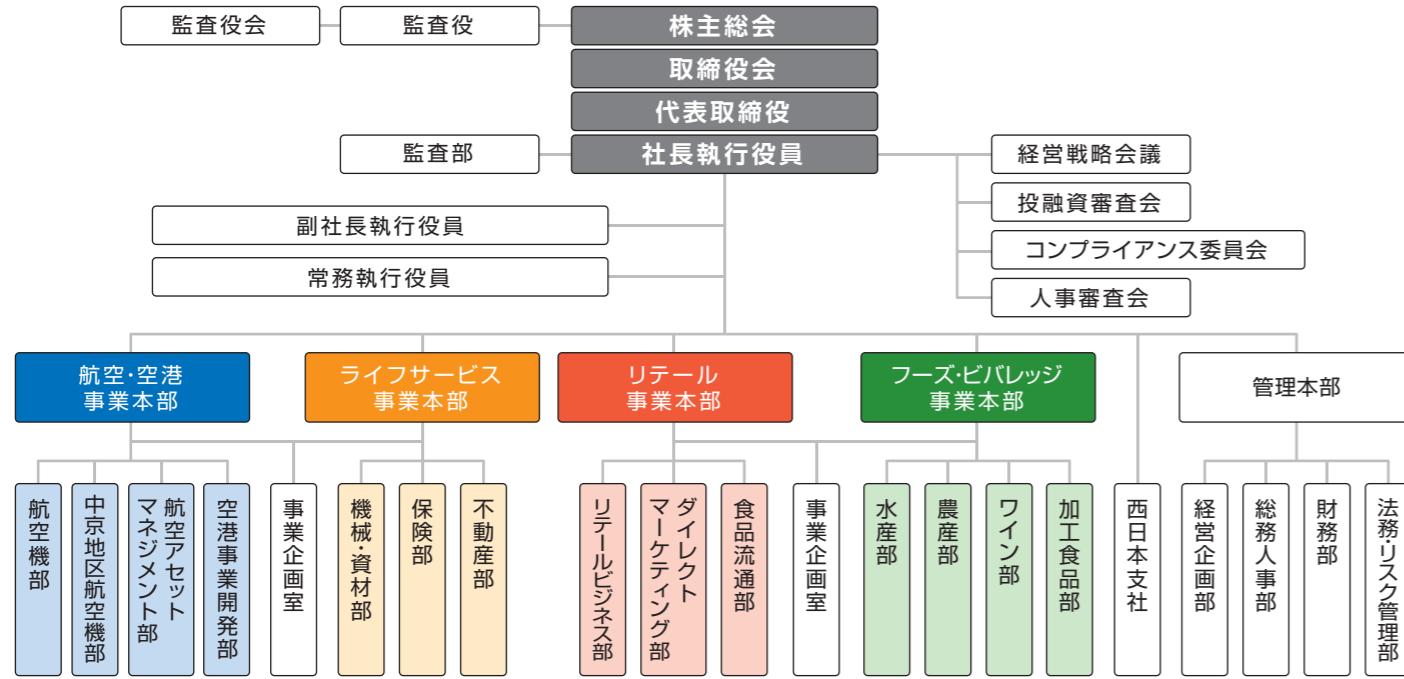 監査役会
監査役
株主総会
取締役会
代表取締役
監査部
社長執行役員
経営戦略会議
投融資審査会
コンプライアンス委員会
人事審査会
副社長執行役員
常務執行役員
航空・空港
事業本部
ライフサービス
事業本部
リテール
事業本部
フーズ・ビバレッジ
事業本部
管理本部
航空機部
中京地区航空機部
航空アセット
マネジメント部
空港事業開発部
事業企画室
機械・資材部
保険部
不動産部
リテールビジネス部
ダイレクト
マーケティング部
食品流通部
事業企画室
水産部
農産部
ワイン部
加工食品部
西日本支社
経営企画部
総務人事部
財務部
法務・リスク管理部